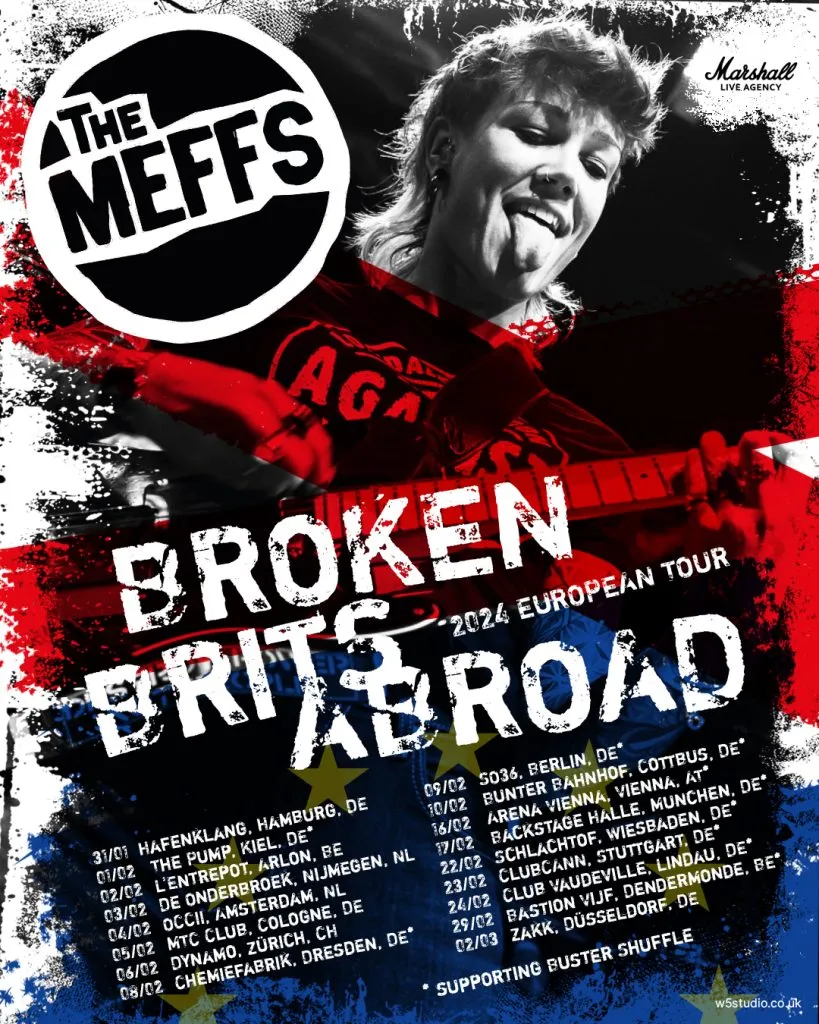 THE
MEFFS
Marshall
LIVE AGENCY
AGA
BROKEN
BRITS
2024 EUROPEAN TOUR
ABROAD
31/01 HAFENKLANG, HAMBURG, DE
01/02 THE PUMP, KIEL, DE*
02/02 L'ENTREPOT, ARLON, BE
03/02 DE ONDERBROEK, NIJMEGEN, NL
04/02 OCCII, AMSTERDAM, NL
05/02 MTC CLUB, COLOGNE, DE
06/02 DYNAMO, ZÜRICH, CH
08/02 CHEMIEFABRIK, DRESDEN, DE*
09/02 SO36, BERLIN, DE*
10/02 BUNTER BAHNHOF, COTTBUS, DE*
16/02 ARENA VIENNA, VIENNA, AT*
17/02 BACKSTAGE HALLE, MUNCHEN, DE*
22/02 SCHLACHTOF, WIESBADEN, DE*
23/02 CLUBCANN, STUTTGART, DE*
24/02 CLUB VAUDEVILLE, LINDAU, DE*
29/02 BASTION VIJF, DENDERMONDE, BE*
02/03 ZAKK, DÜSSELDORF, DE
* SUPPORTING BUSTER SHUFFLE
w5studio.co.uk